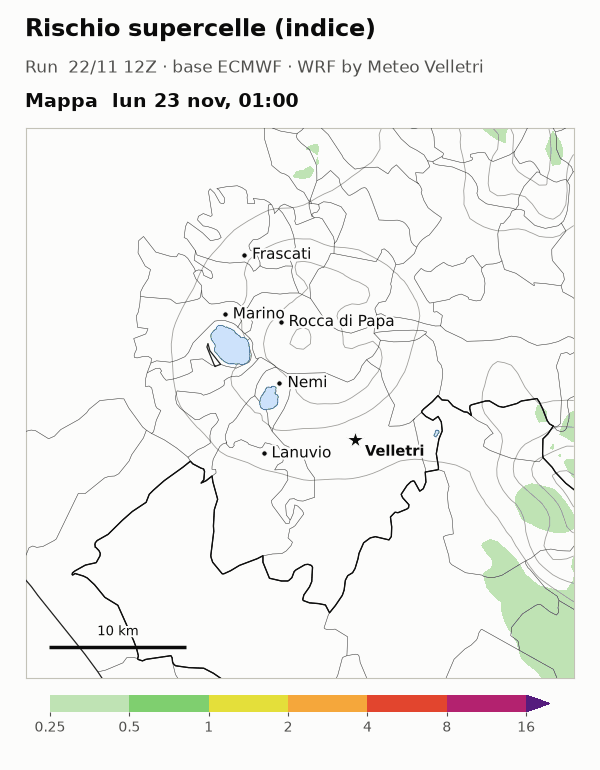 Rischio supercelle (indice)
Run  22/11 12Z · base ECMWF · WRF by Meteo Velletri
Mappa  lun 23 nov, 01:00
Frascati
Marino
Rocca di Papa
Nemi
Velletri
Lanuvio
10 km
0.25 0.5 1 2 4 8 16